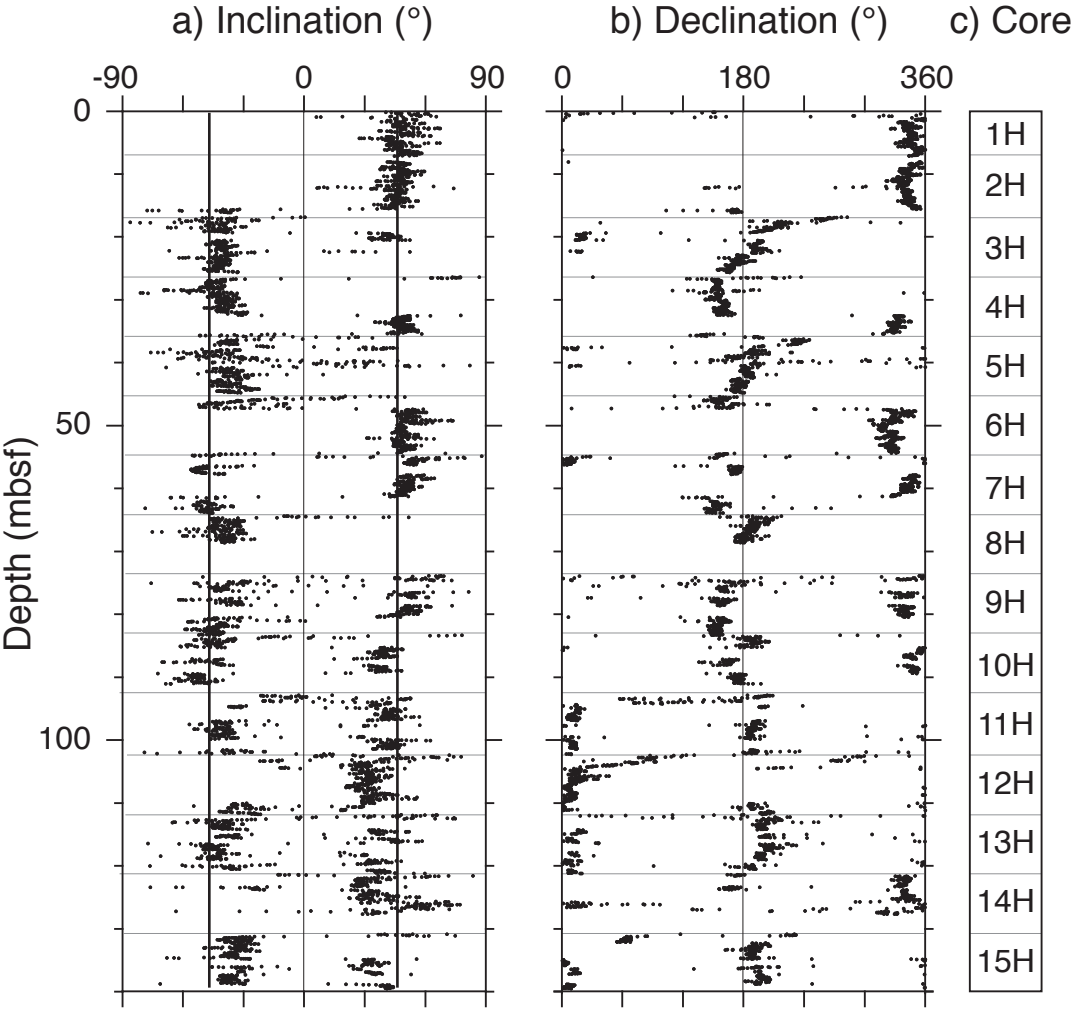 a) Inclination (°) b) Declination (°) c) Core
-90 0 90 0 180 360
0
50
100
Depth (mbsf)
1H
2H
3H
4H
5H
6H
7H
8H
9H
10H
11H
12H
13H
14H
15H